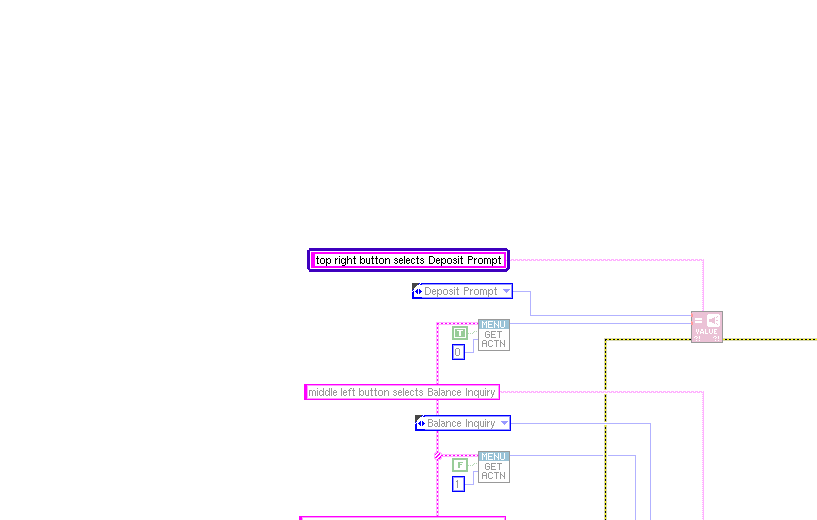 top right button selects Deposit Prompt
Deposit Prompt
MENU
GET
ACTN
T
0
=
VALUE
middle left button selects Balance Inquiry
Balance Inquiry
MENU
GET
ACTN
F
1